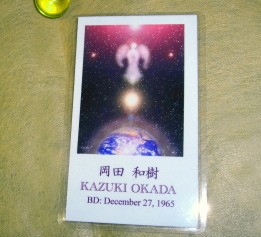 岡田 和樹
KAZUKI OKADA
BD: December 27, 1965